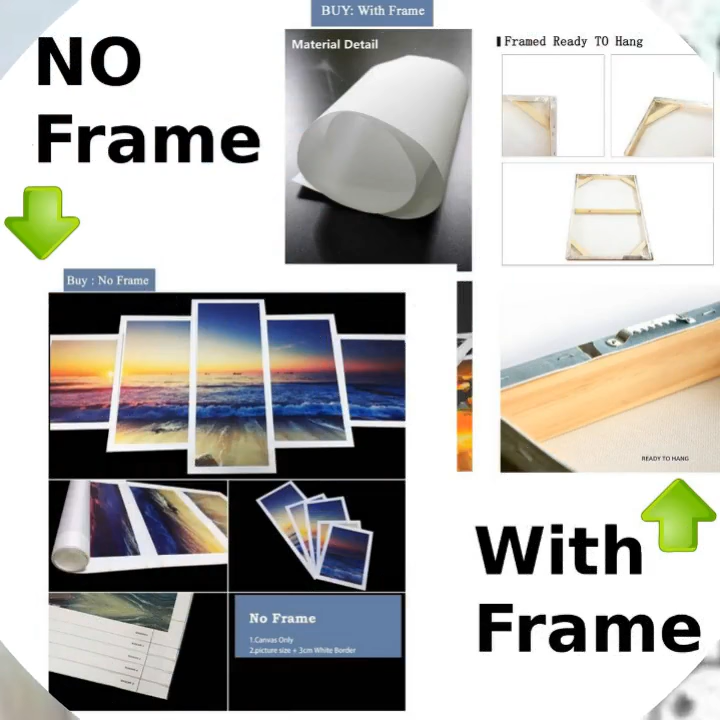 BUY: With Frame
NO
Frame
Material Detail
Framed Ready TO Hang
Buy : No Frame
READY TO HANG
No Frame
1.Canvas Only
2.picture size + 3cm White Border
With
Frame